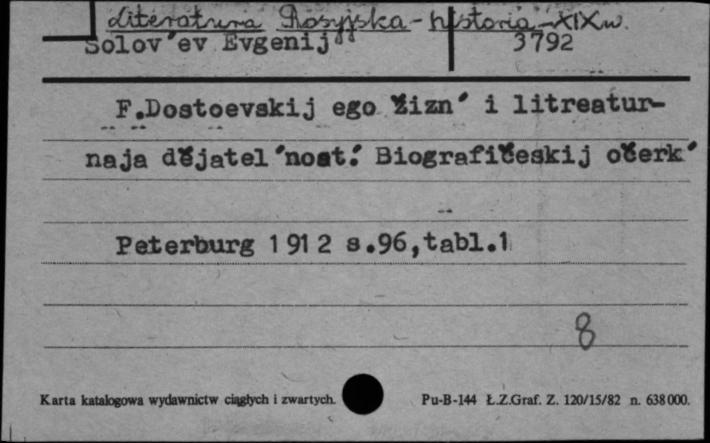 Literatura Rosyjska - historia - XIX w.
Solov'ev Evgenij 3792
F.Dostoevskij ego žizn' i litreatur-
naja dějatel'nost'. Biografičeskij očerk'
Peterburg 1912 s.96,tabl.1
8
Karta katalogowa wydawnictw ciągłych i zwartych. Pu-B-144 Ł.Z.Graf. Z. 120/15/82 n. 638000.